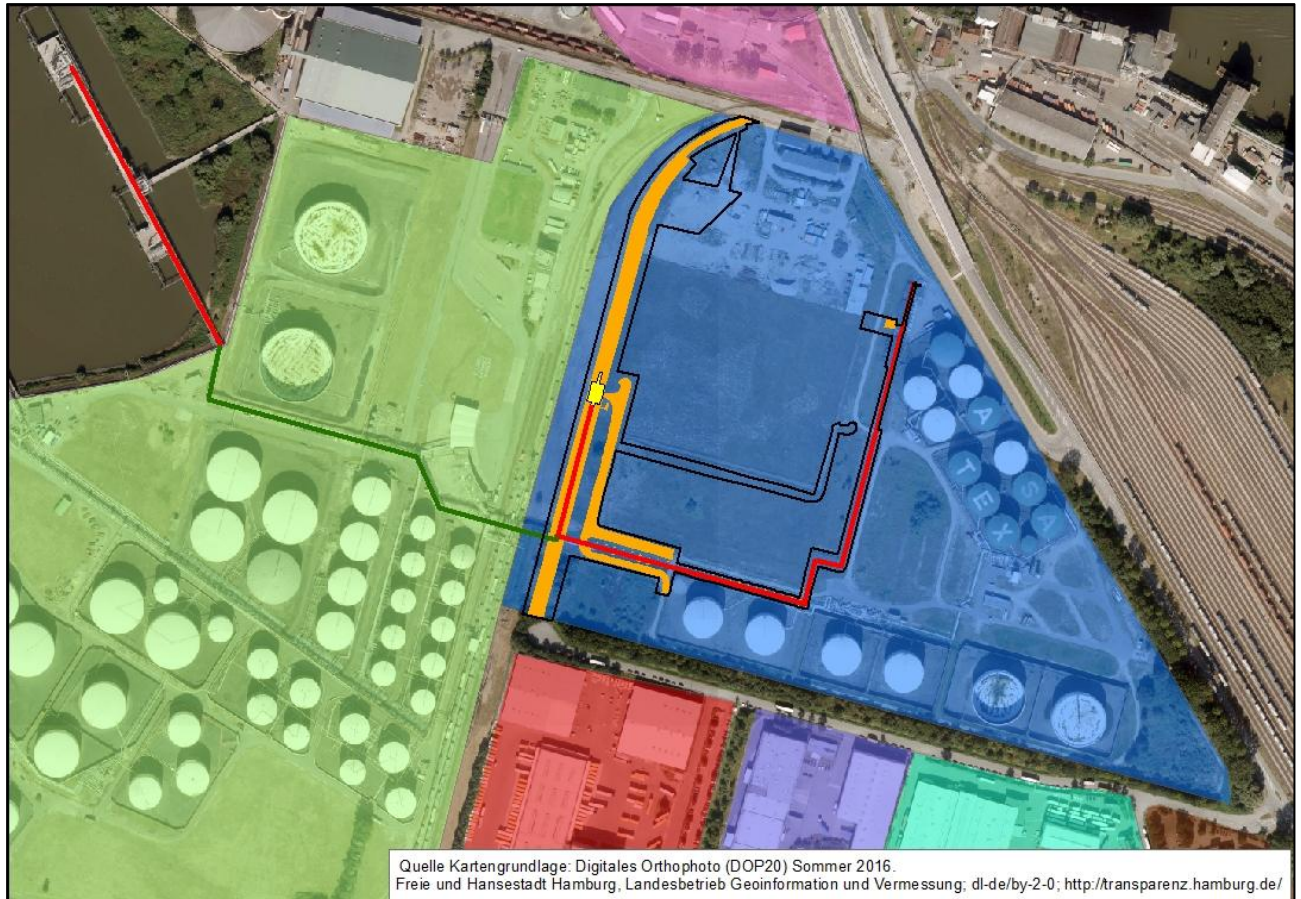 A S A
T E X
Quelle Kartengrundlage: Digitales Orthophoto (DOP20) Sommer 2016.
Freie und Hansestadt Hamburg, Landesbetrieb Geoinformation und Vermessung; dl-de/by-2-0; http://transparenz.hamburg.de/